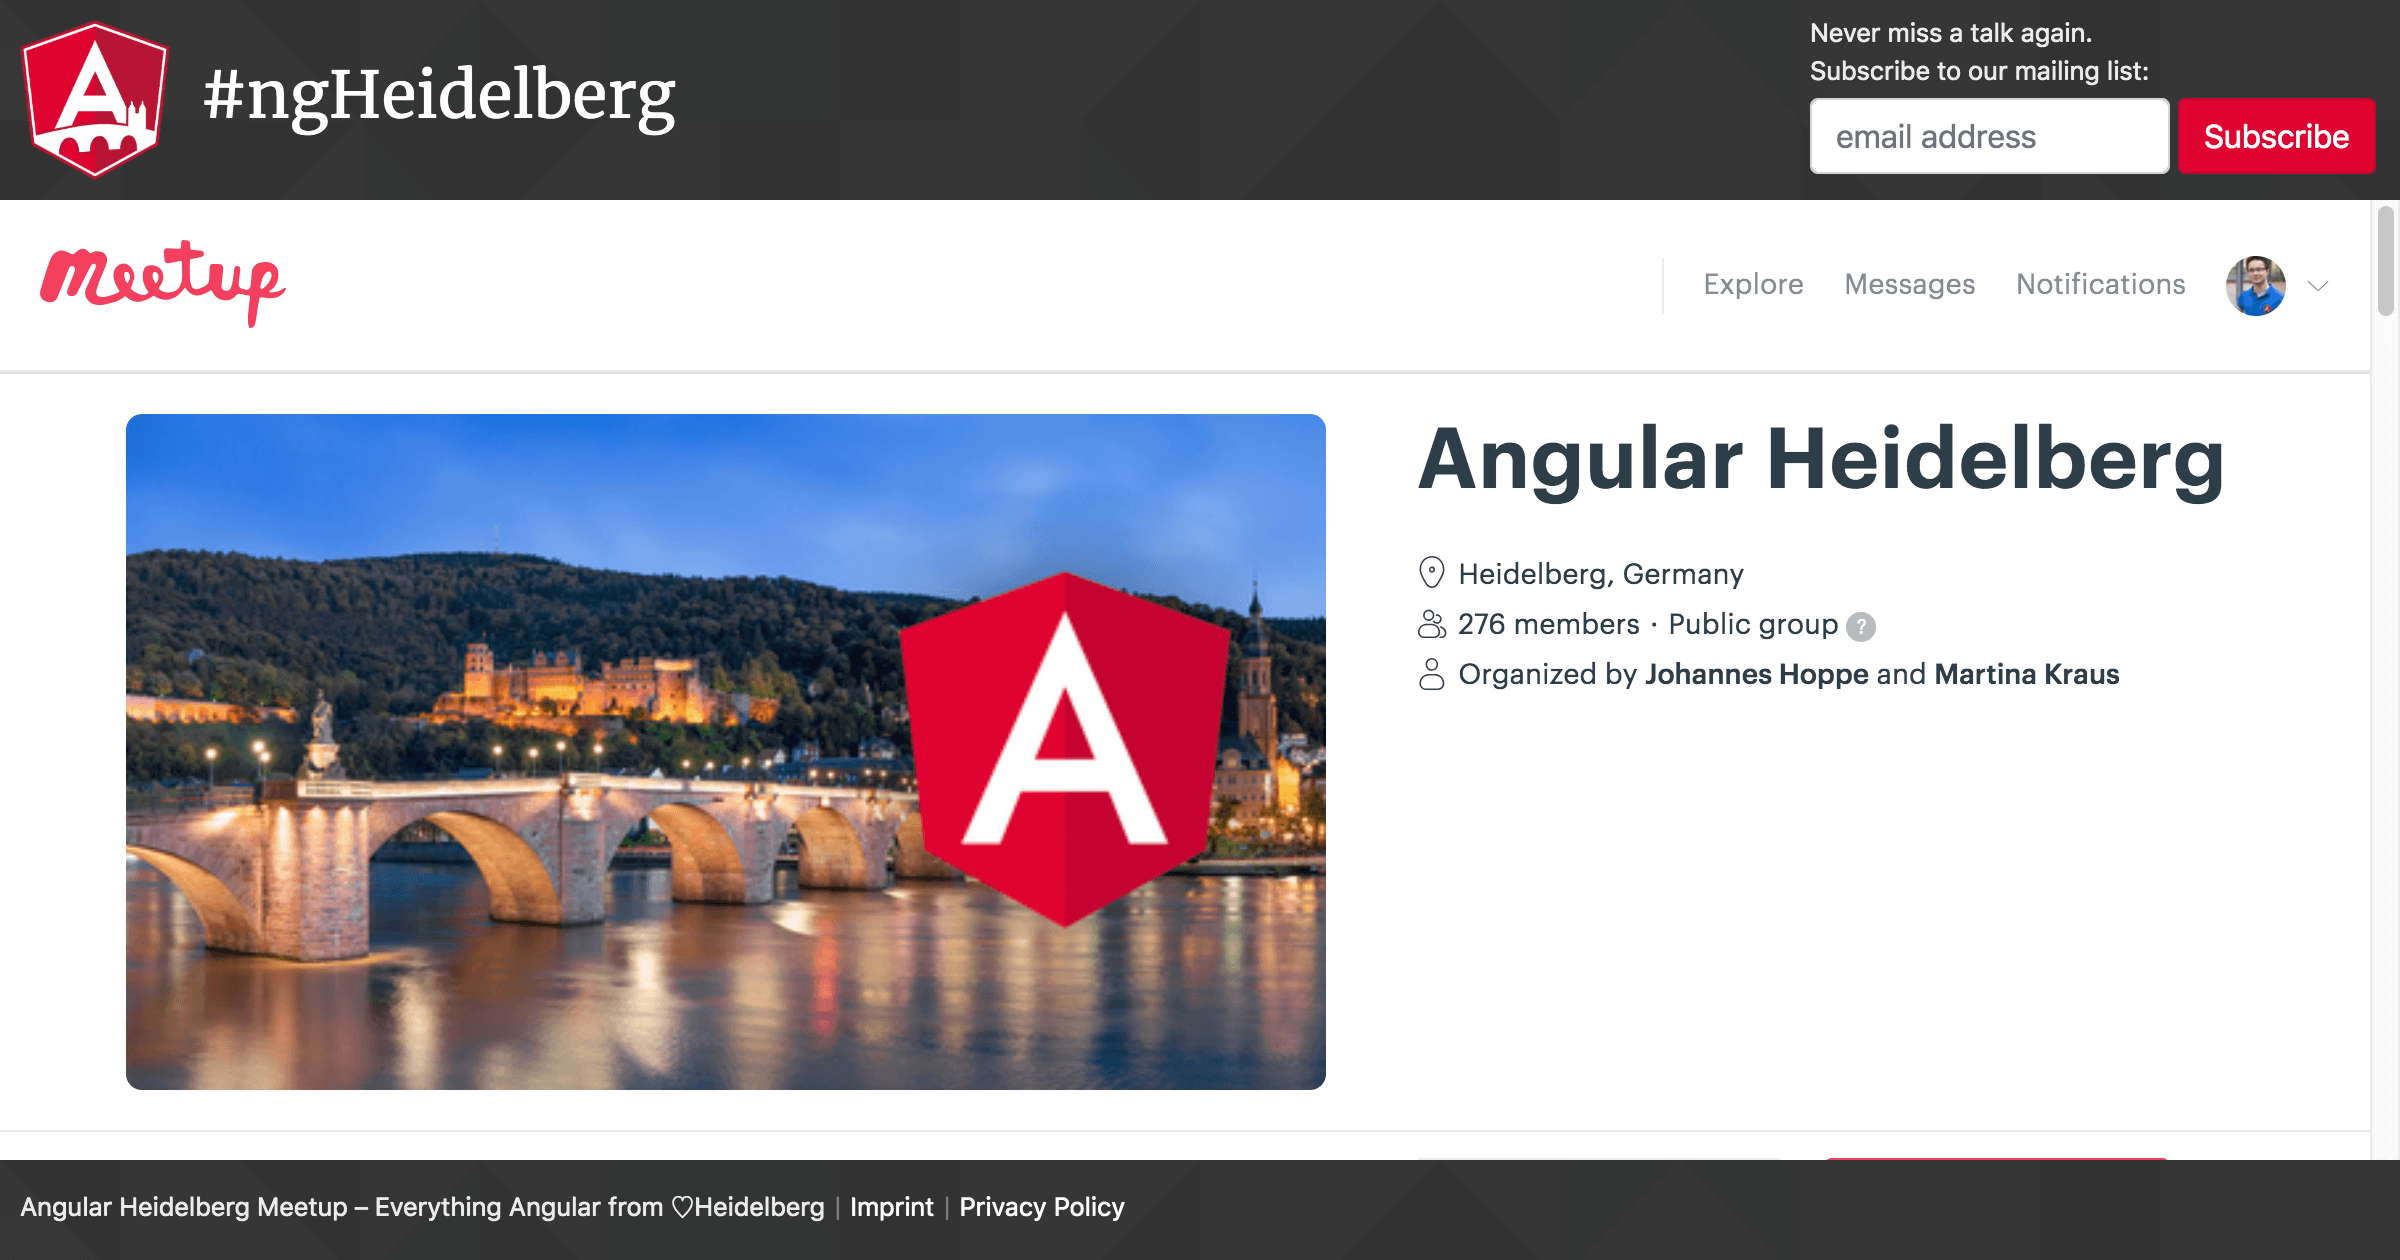 #ngHeidelberg
Never miss a talk again.
Subscribe to our mailing list:
email address
Subscribe
meetup
Explore
Messages
Notifications
A
Angular Heidelberg
Heidelberg, Germany
276 members · Public group ?
Organized by Johannes Hoppe and Martina Kraus
Angular Heidelberg Meetup – Everything Angular from ♡Heidelberg | Imprint | Privacy Policy